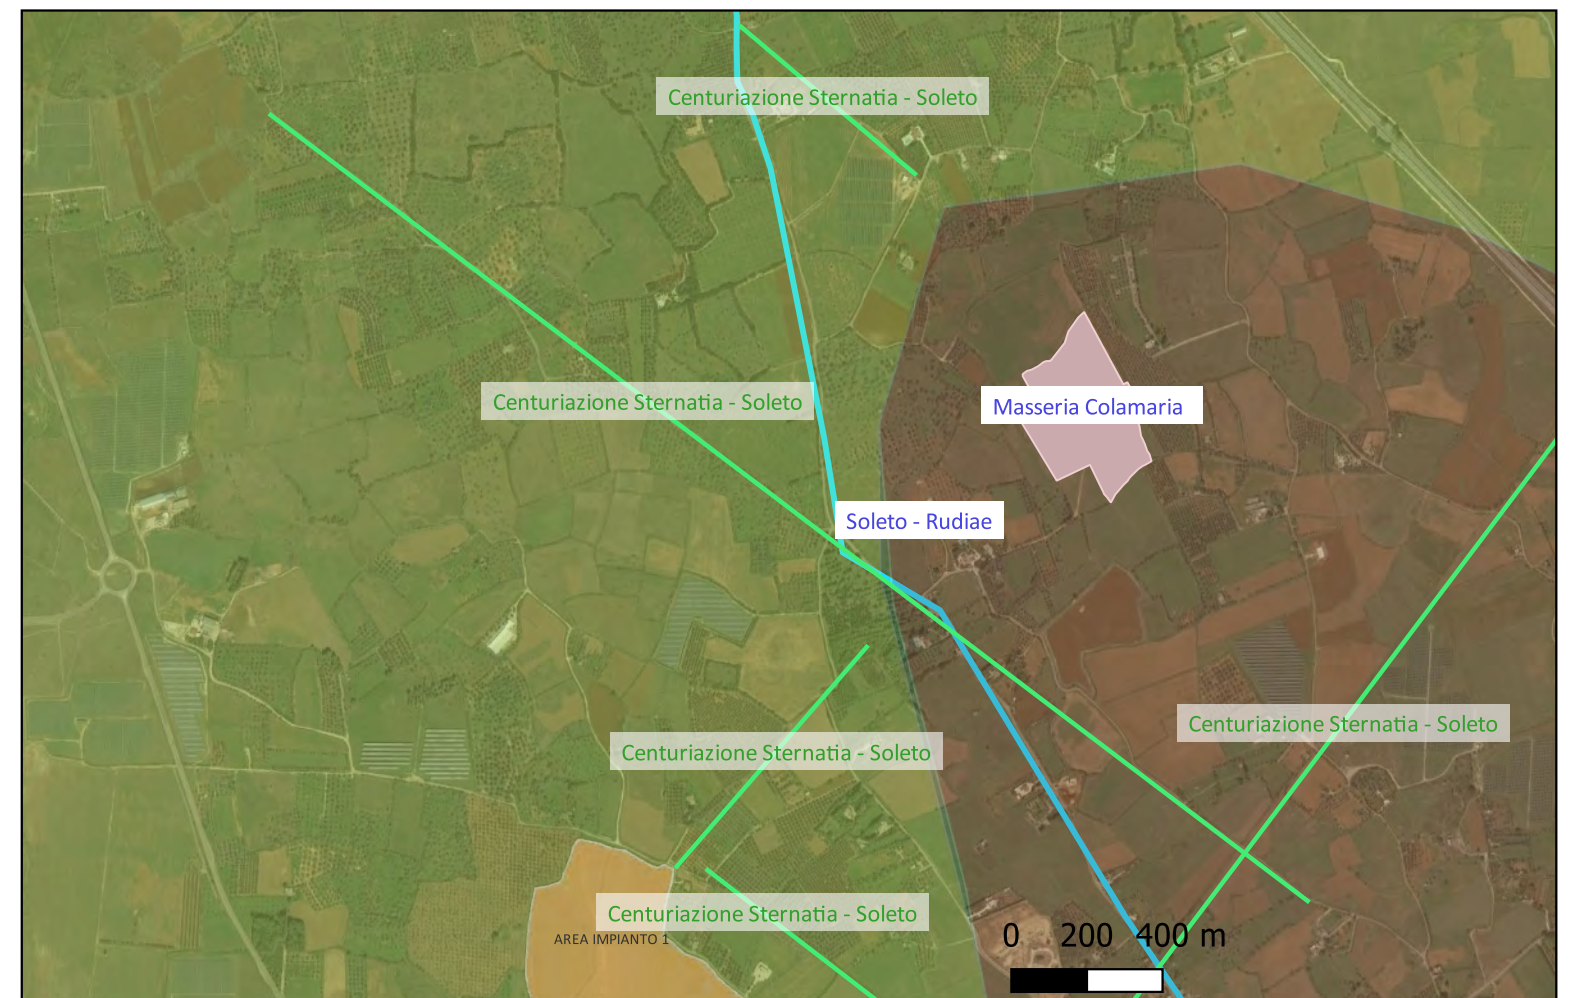 Centuriazione Sternatia - Soleto
Centuriazione Sternatia - Soleto
Masseria Colamaria
Soleto - Rudiae
Centuriazione Sternatia - Soleto
Centuriazione Sternatia - Soleto
Centuriazione Sternatia - Soleto
AREA IMPIANTO 1
0 200 400 m